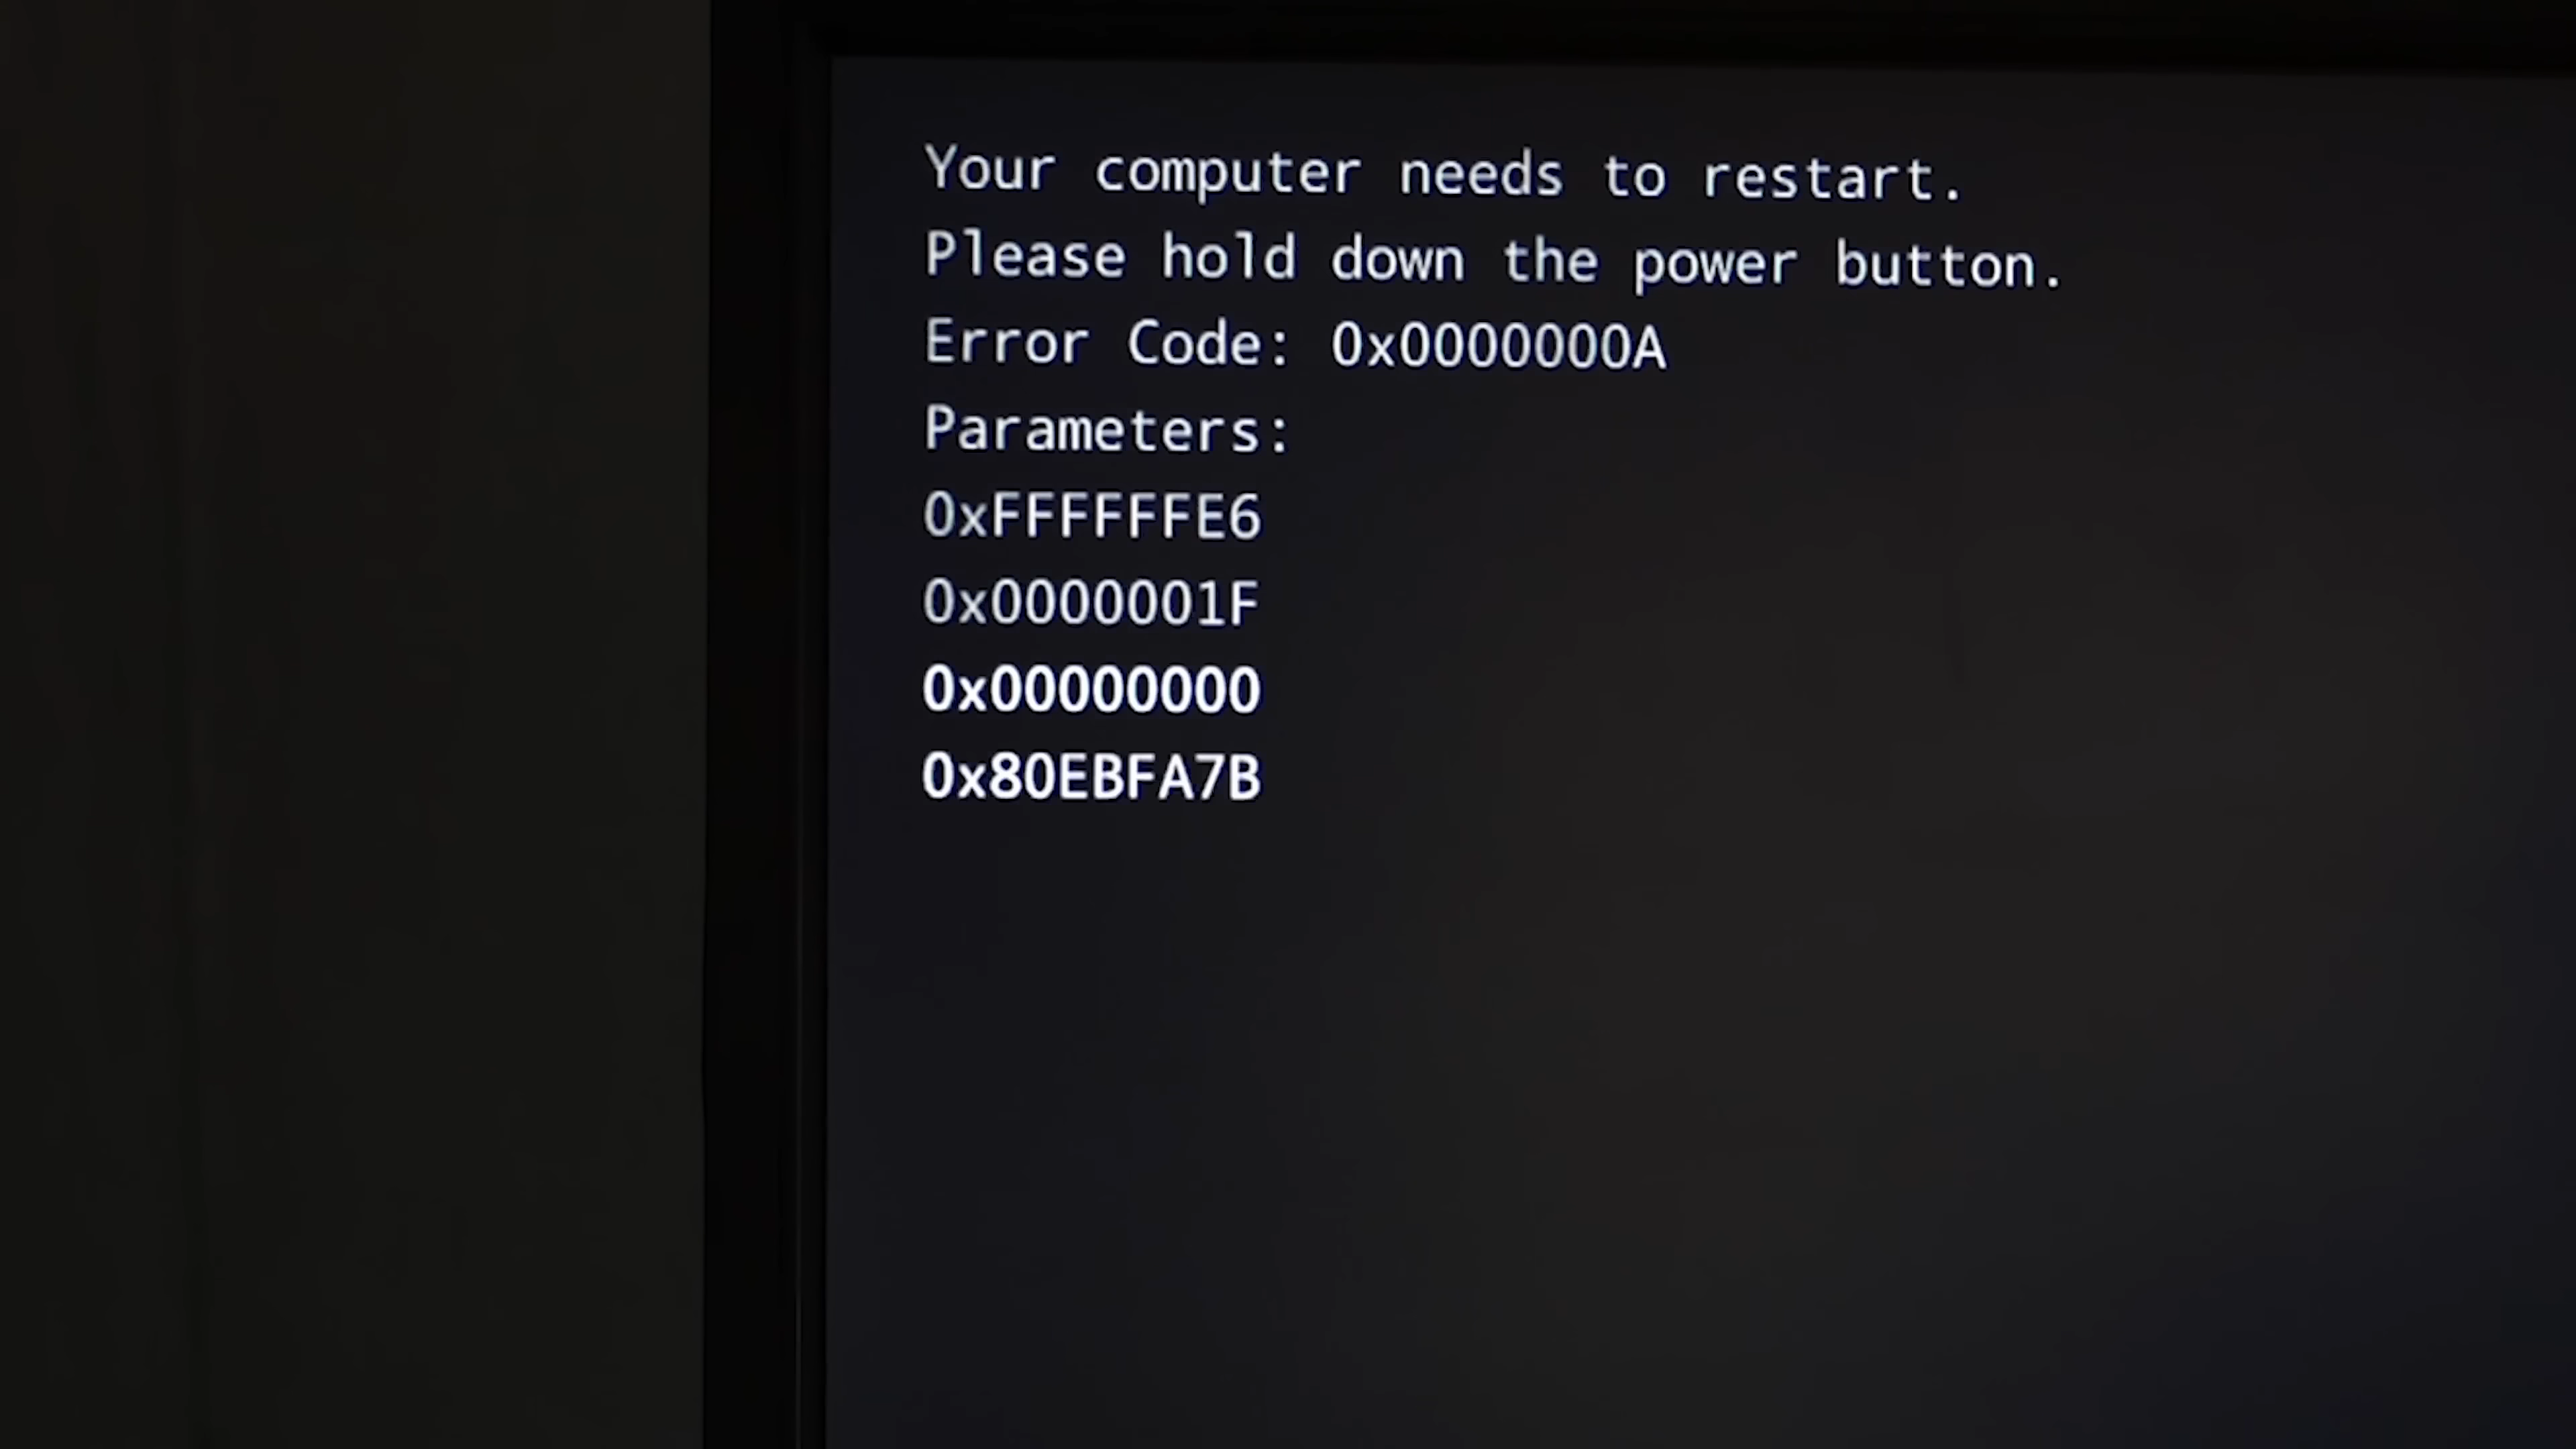 Your computer needs to restart.
Please hold down the power button.
Error Code: 0x0000000A
Parameters:
0xFFFFFFE6
0x0000001F
0x00000000
0x80EBFA7B